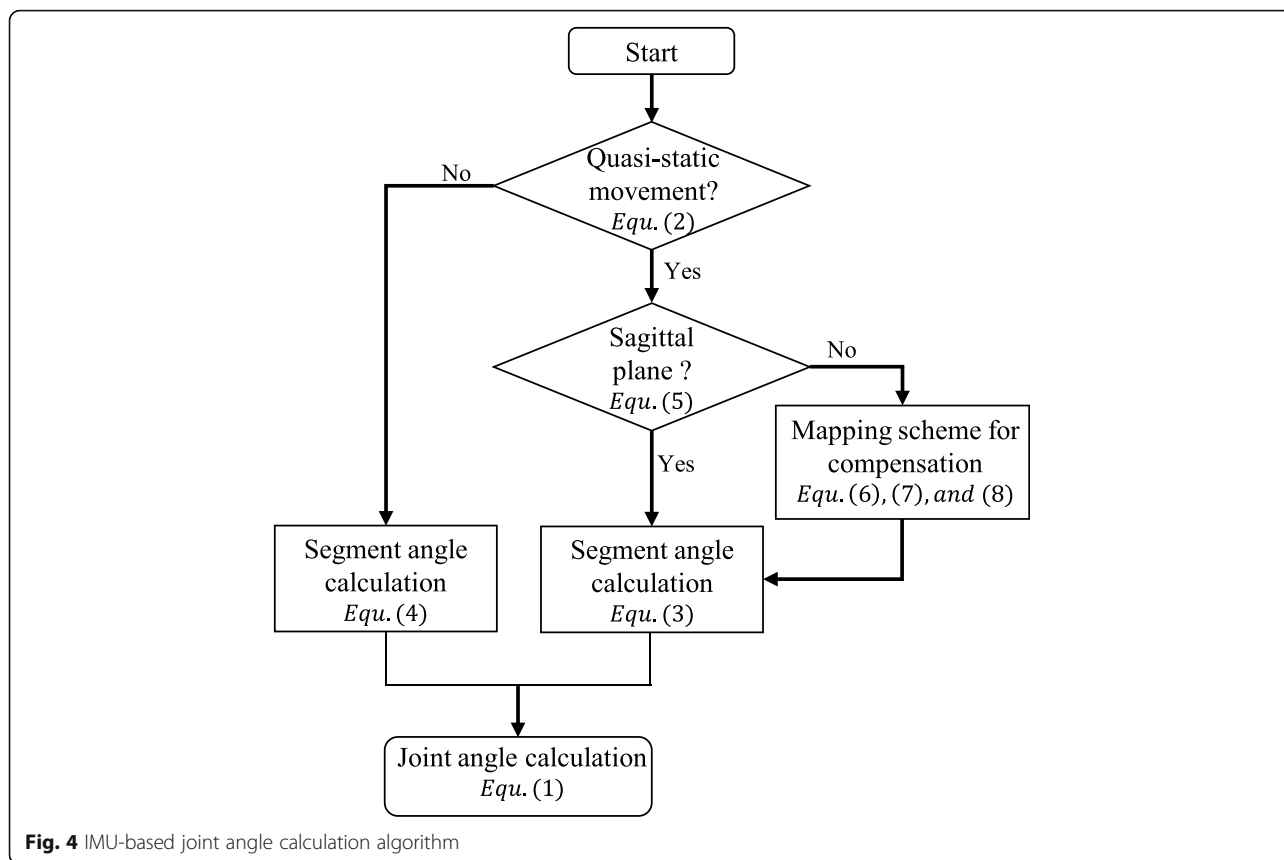 Start
Quasi-static
movement?
Equ. (2)
No
Yes
Sagittal
plane ?
Equ. (5)
No
Yes
Mapping scheme for
compensation
Equ. (6), (7), and (8)
Segment angle
calculation
Equ. (4)
Segment angle
calculation
Equ. (3)
Joint angle calculation
Equ. (1)
Fig. 4 IMU-based joint angle calculation algorithm